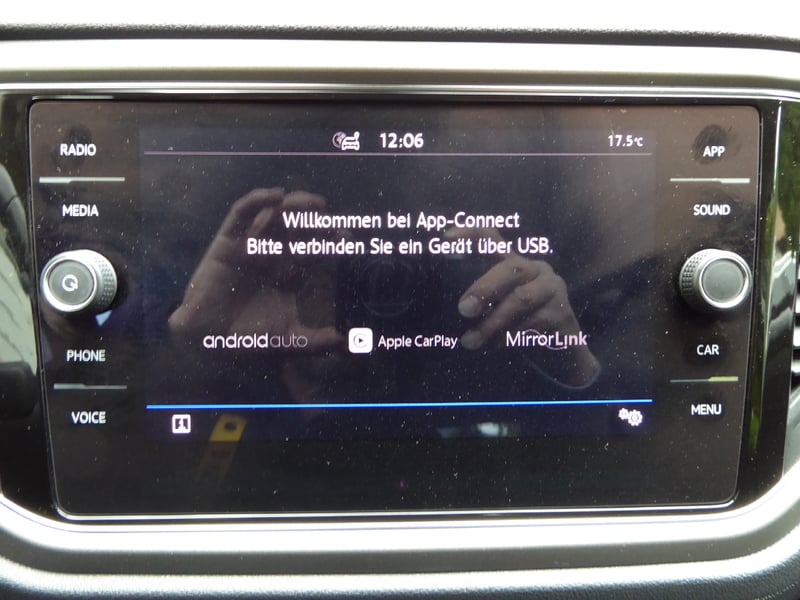 12:06
17.5°C
RADIO
MEDIA
PHONE
VOICE
Willkommen bei App-Connect
Bitte verbinden Sie ein Gerät über USB.
androidauto
Apple CarPlay
MirrorLink
APP
SOUND
CAR
MENU